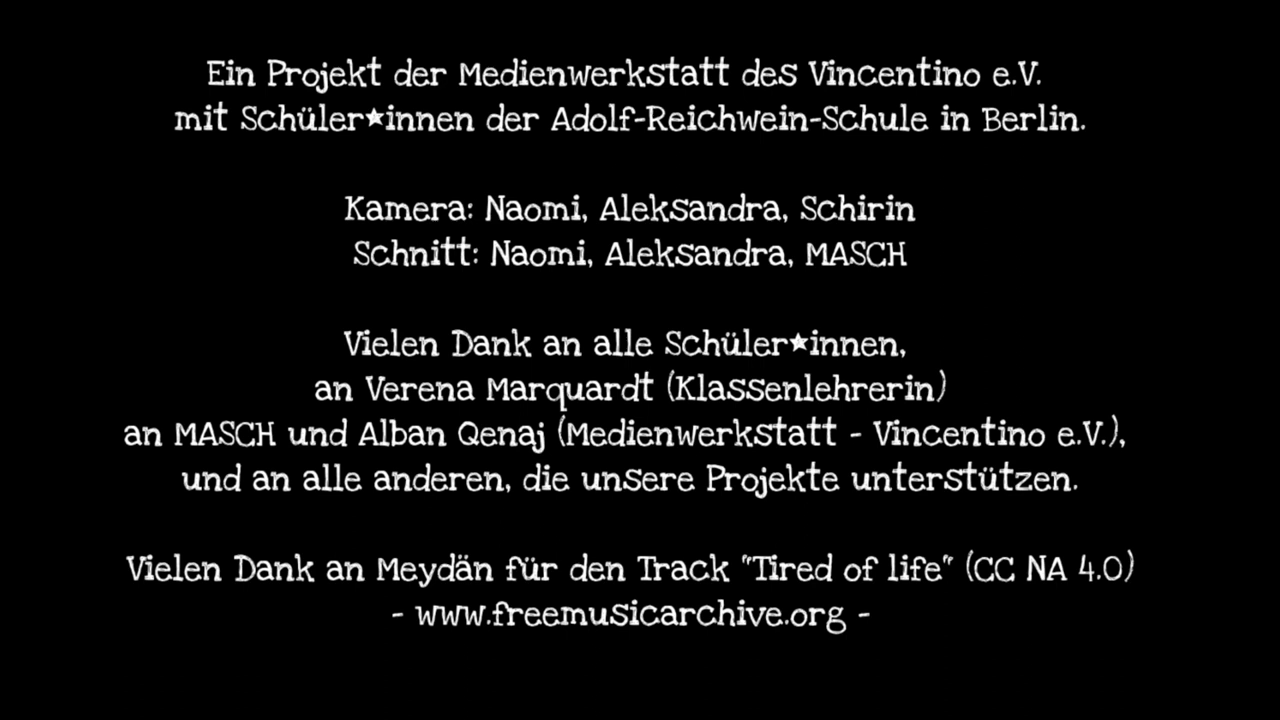 Ein Projekt der Medienwerkstatt des Vincentino e.V.
mit Schüler★innen der Adolf-Reichwein-Schule in Berlin.
Kamera: Naomi, Aleksandra, Schirin
Schnitt: Naomi, Aleksandra, MASCH
Vielen Dank an alle Schüler★innen,
an Verena Marquardt (Klassenlehrerin)
an MASCH und Alban Qenaj (Medienwerkstatt - Vincentino e.V.),
und an alle anderen, die unsere Projekte unterstützen.
Vielen Dank an Meydän für den Track "Tired of life" (CC NA 4.0)
- www.freemusicarchive.org -